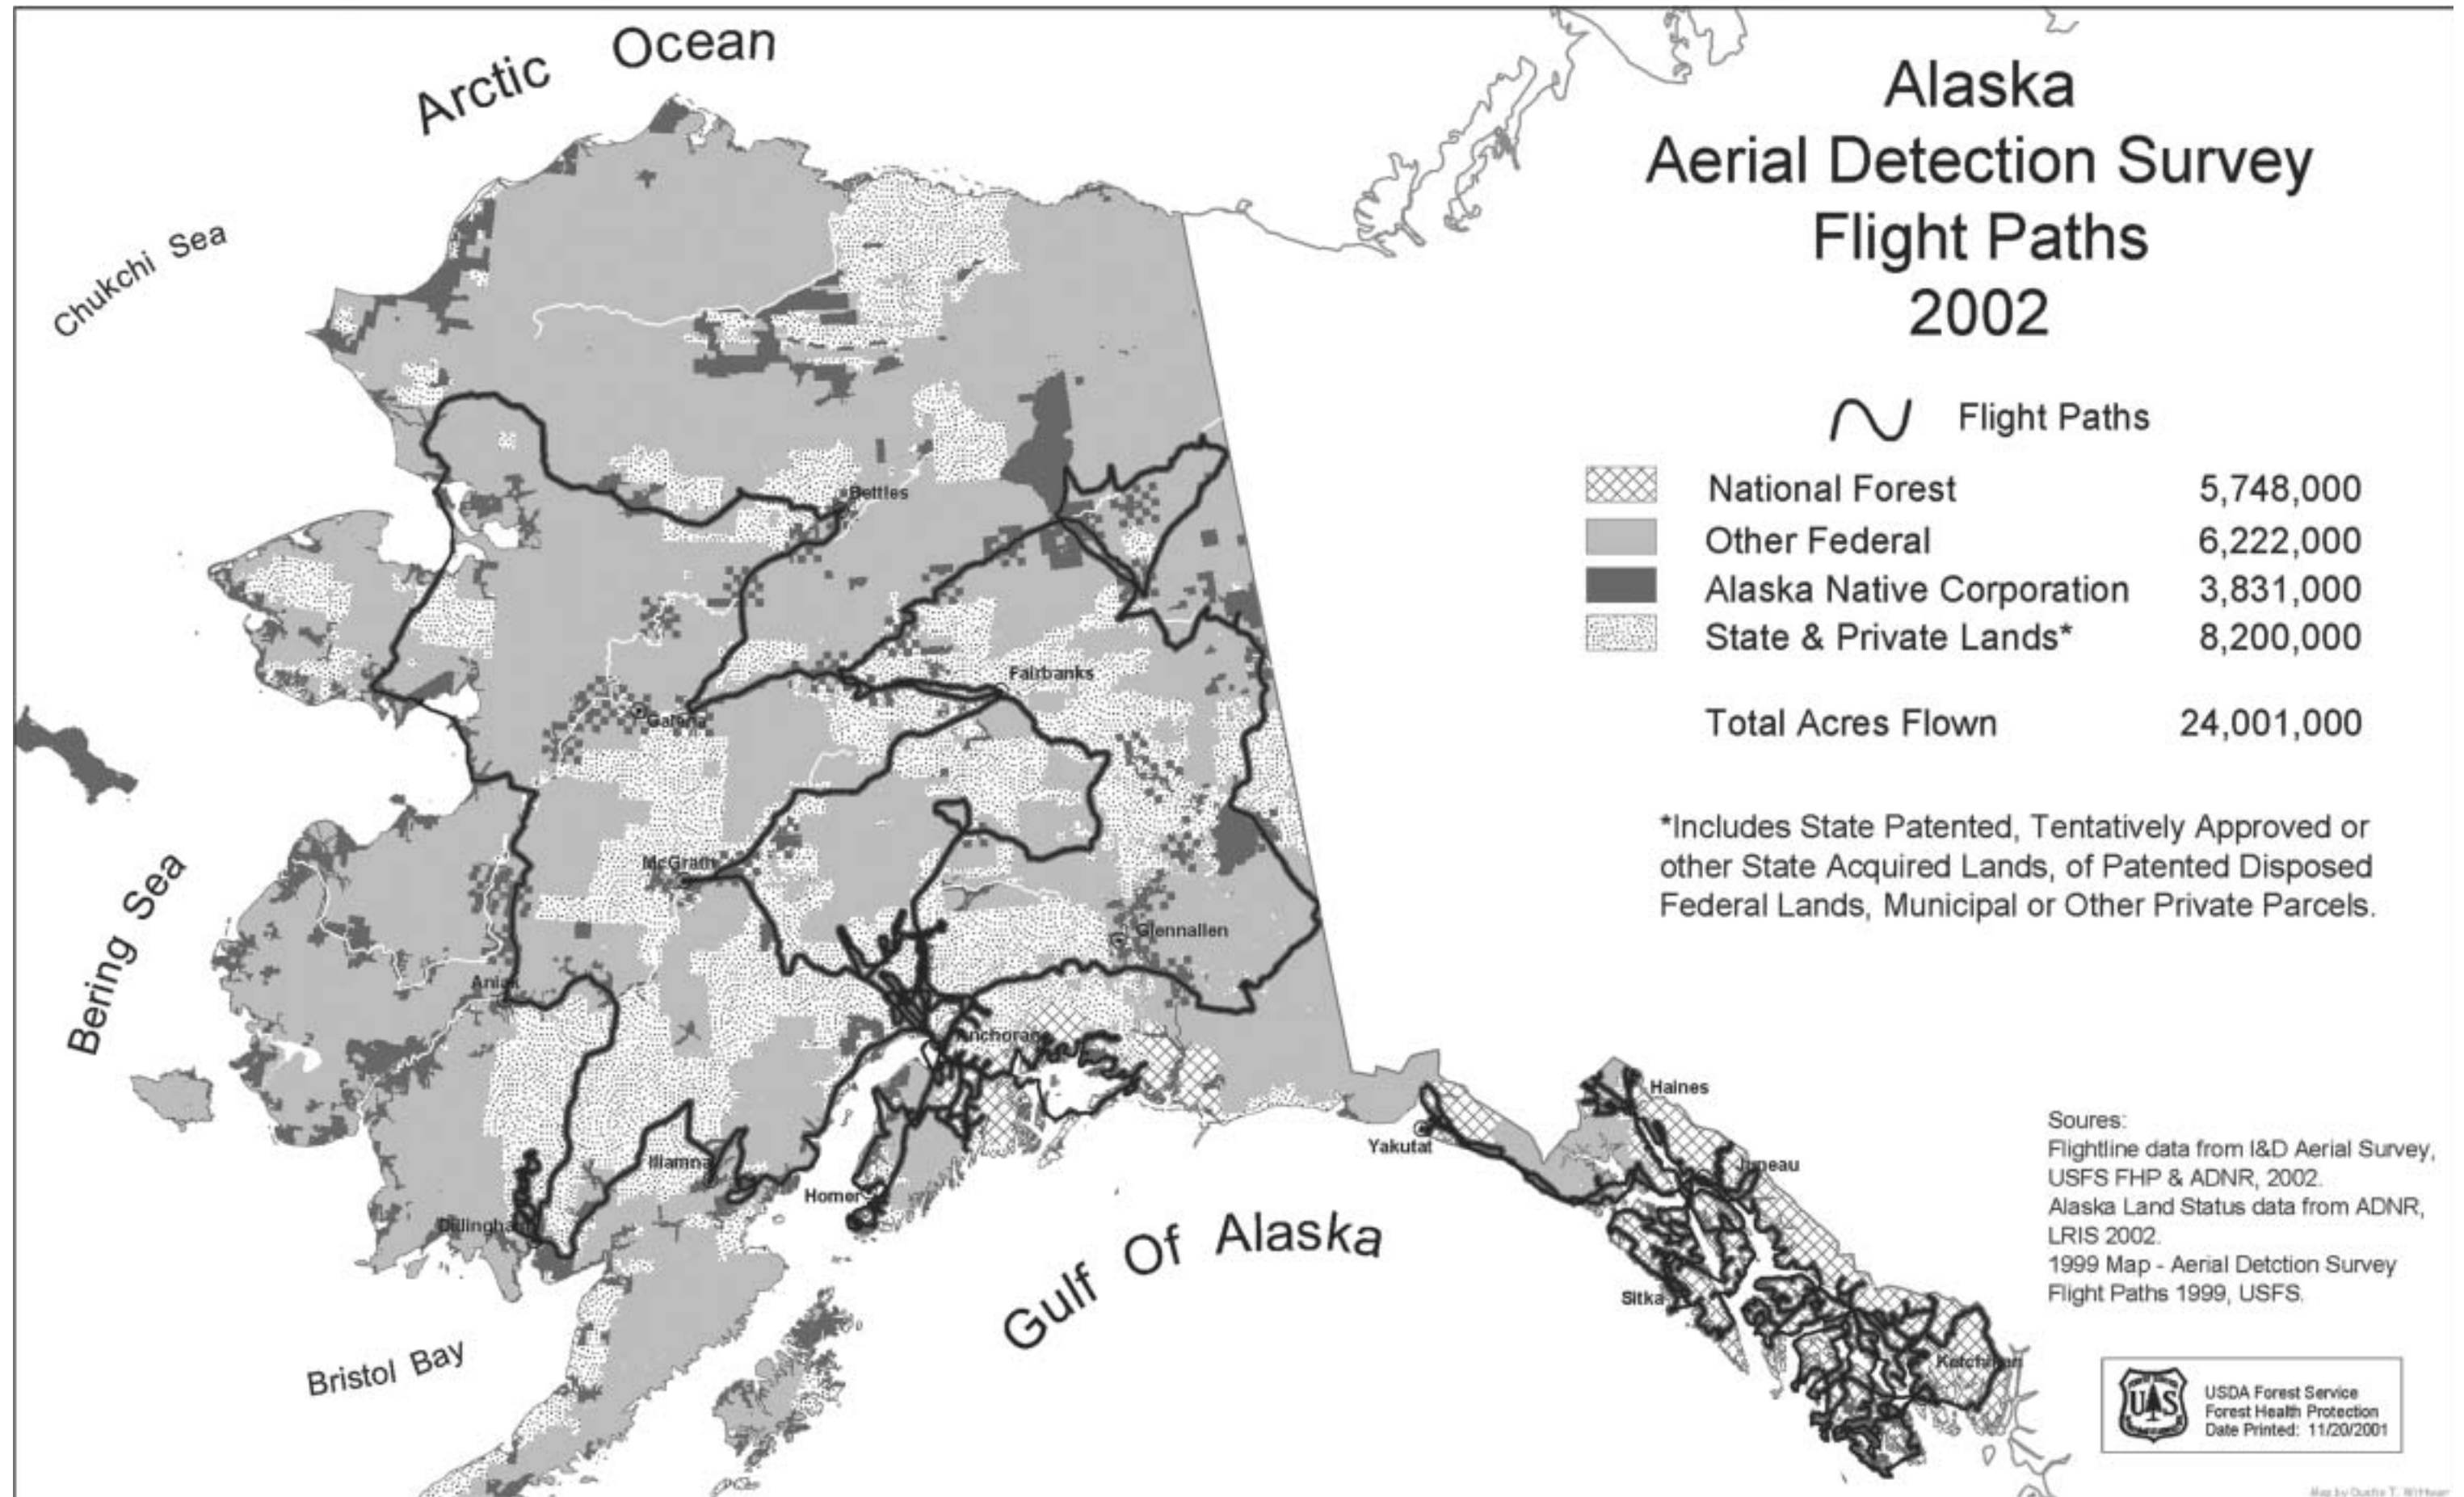 Arctic Ocean
Chukchi Sea
Alaska
Aerial Detection Survey
Flight Paths
2002
Flight Paths
National Forest 5,748,000
Other Federal 6,222,000
Alaska Native Corporation 3,831,000
State & Private Lands* 8,200,000
Total Acres Flown 24,001,000
*Includes State Patented, Tentatively Approved or
other State Acquired Lands, of Patented Disposed
Federal Lands, Municipal or Other Private Parcels.
Bettles
Fairbanks
Galena
McGrath
Glennallen
Aniak
Anchorage
Bering Sea
Illamna
Homer
Dillingham
Bristol Bay
Gulf Of Alaska
Yakutat
Haines
Juneau
Sitka
Ketchikan
Soures:
Flightline data from I&D Aerial Survey,
USFS FHP & ADNR, 2002.
Alaska Land Status data from ADNR,
LRIS 2002.
1999 Map - Aerial Detction Survey
Flight Paths 1999, USFS.
UAS
USDA Forest Service
Forest Health Protection
Date Printed: 11/20/2001
Map by Dustin T.